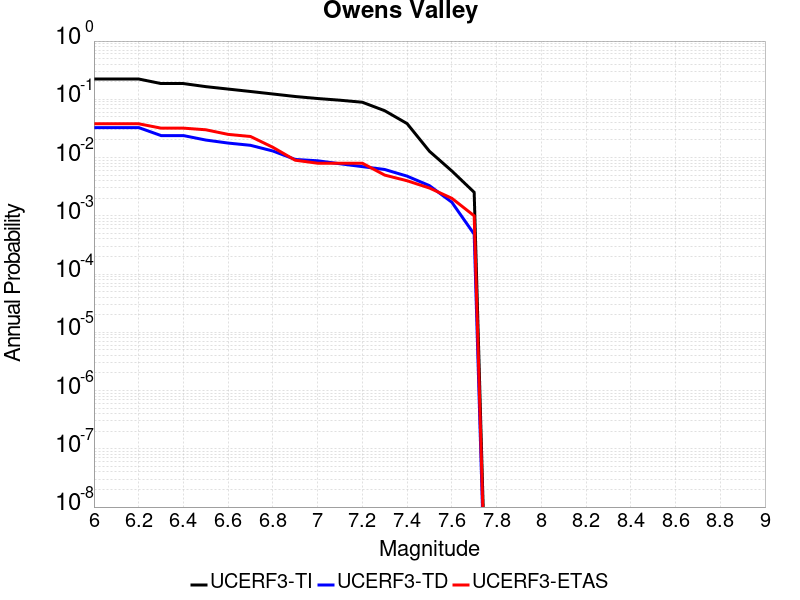 Owens Valley
10^0
10^-1
10^-2
10^-3
10^-4
10^-5
10^-6
10^-7
10^-8
Annual Probability
6 6.2 6.4 6.6 6.8 7 7.2 7.4 7.6 7.8 8 8.2 8.4 8.6 8.8 9
Magnitude
UCERF3-TI UCERF3-TD UCERF3-ETAS